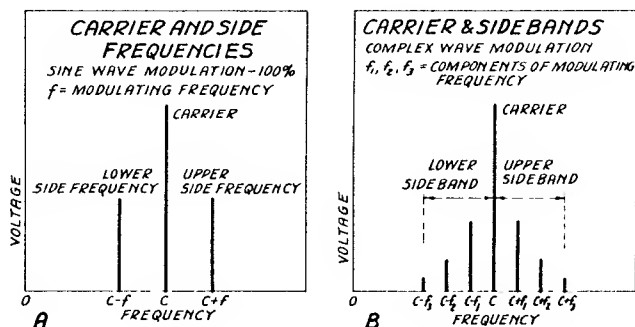 CARRIER AND SIDE
FREQUENCIES
SINE WAVE MODULATION-100%
f = MODULATING FREQUENCY
CARRIER
LOWER
SIDE FREQUENCY
UPPER
SIDE FREQUENCY
VOLTAGE
0
C-f
C
C+f
FREQUENCY
A
CARRIER & SIDE BANDS
COMPLEX WAVE MODULATION
f₁, f₂, f₃ = COMPONENTS OF MODULATING
FREQUENCY
CARRIER
LOWER
SIDE BAND
UPPER
SIDE BAND
VOLTAGE
0
C-f₃
C-f₂
C-f₁
C
C+f₁
C+f₂
C+f₃
FREQUENCY
B